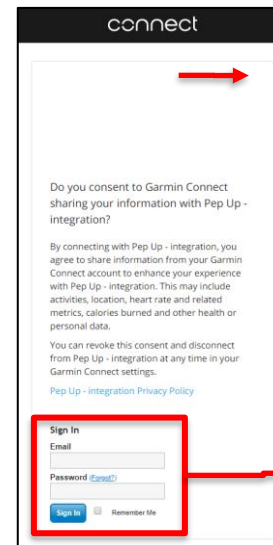 connect
Do you consent to Garmin Connect
sharing your information with Pep Up -
integration?
By connecting with Pep Up - integration, you
agree to share information from your Garmin
Connect account to enhance your experience
with Pep Up - integration. This may include
activities, location, heart rate and related
metrics, calories burned and other health or
personal data.
You can revoke this consent and disconnect
from Pep Up - integration at any time in your
Garmin Connect settings.
Pep Up - integration Privacy Policy
Sign In
Email
Password (Forgot?)
Sign In Remember Me